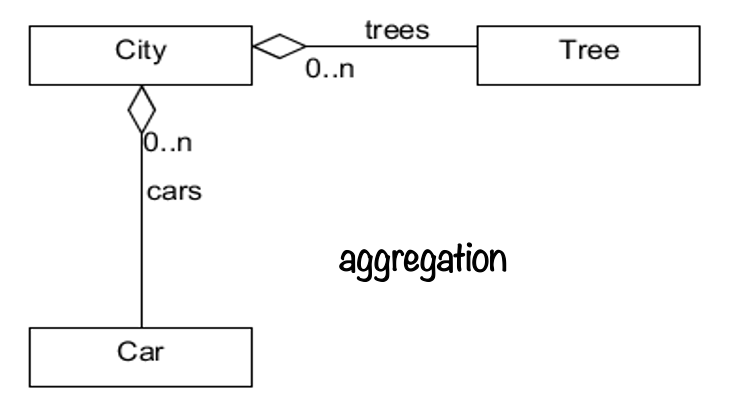 City
trees
Tree
0..n
0..n
cars
aggregation
Car